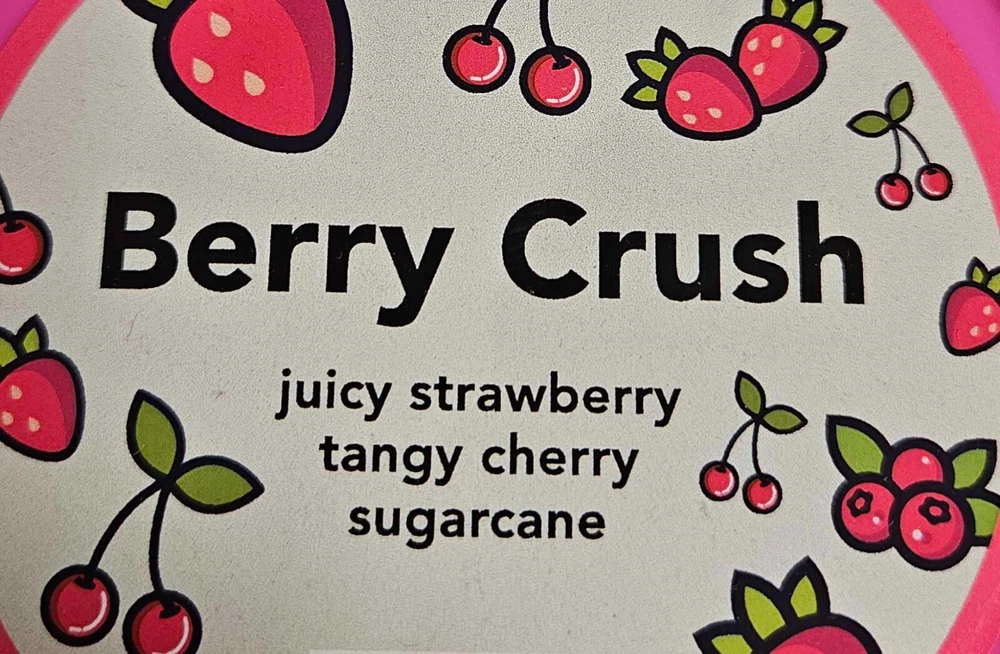 Berry Crush
juicy strawberry
tangy cherry
sugarcane